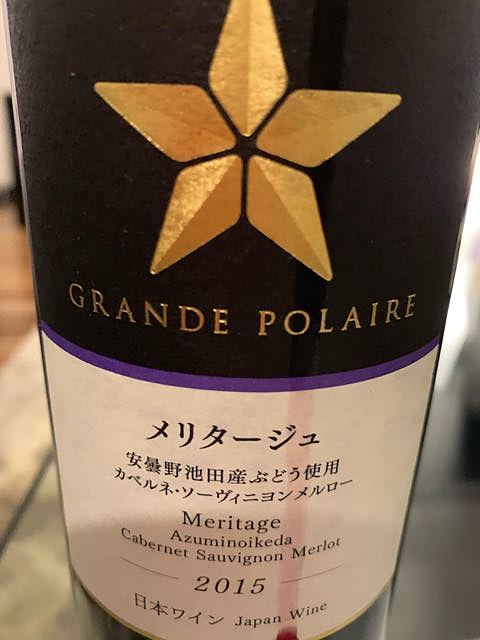 GRANDE POLAIRE
メリタージュ
安曇野池田産ぶどう使用
カベルネ・ソーヴィニヨンメルロー
Meritage
Azuminoikeda
Cabernet Sauvignon Merlot
2015
日本ワイン Japan Wine